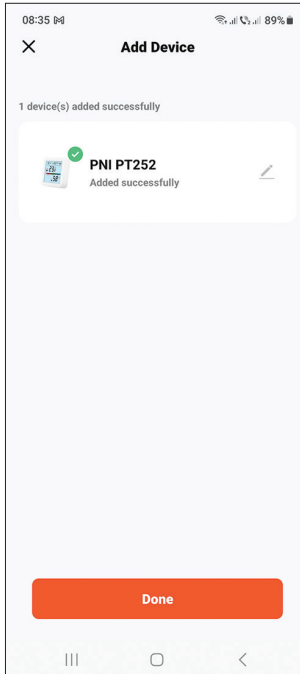 08:35
89%
Add Device
1 device(s) added successfully
PNI PT252
Added successfully
Done